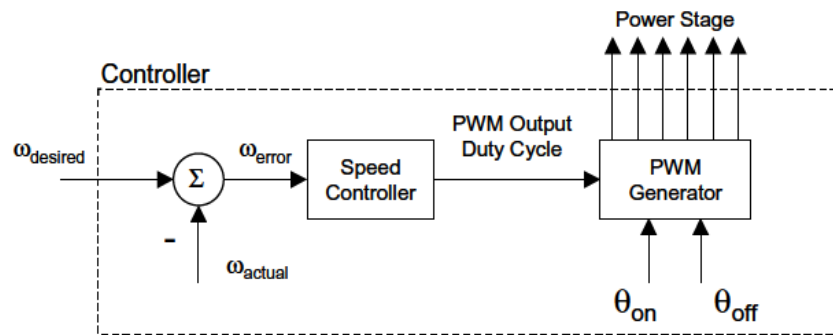 Power Stage
Controller
PWM Output
Duty Cycle
ωdesired
ωerror
Σ
Speed
Controller
PWM
Generator
-
ωactual
θon
θoff